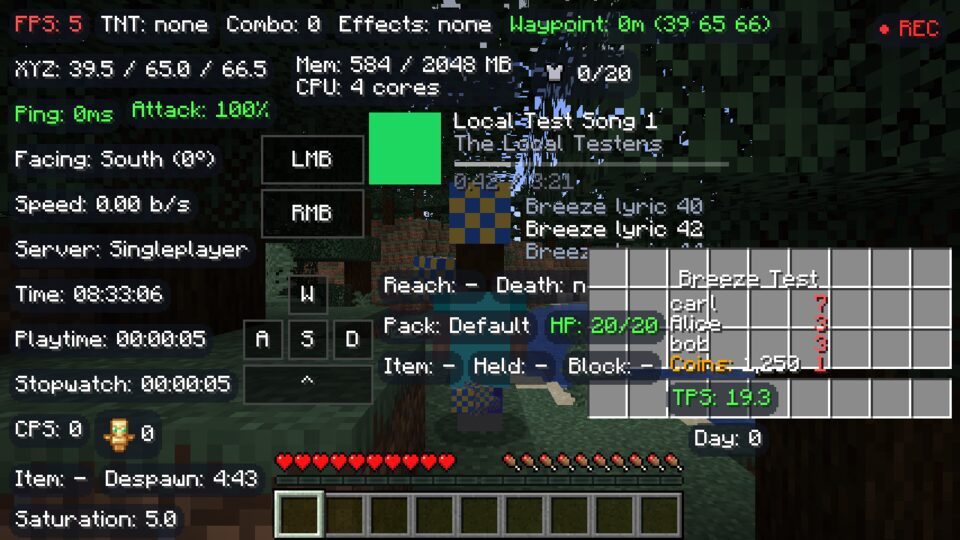 FPS: 5 TNT: none Combo: 0 Effects: none Waypoint: 0m (39 65 66)
REC
XYZ: 39.5 / 65.0 / 66.5
Mem: 584 / 2048 MB
CPU: 4 cores
0/20
Ping: 0ms
Attack: 100%
Local Test Song 1
The Local Testens
0:42 / 3:21
Facing: South (0°)
LMB
Speed: 0.00 b/s
RMB
Breeze lyric 40
Breeze lyric 42
Breeze lyric 44
Server: Singleplayer
Time: 08:33:06
W
Reach: - Death: n
Breeze Test
carl 7
Alice 3
bob 3
Coins: 1,250 1
Playtime: 00:00:05
A S D
Pack: Default HP: 20/20
Stopwatch: 00:00:05
^
Item: - Held: - Block: -
TPS: 19.3
CPS: 0
0
Day: 0
Item: - Despawn: 4:43
Saturation: 5.0